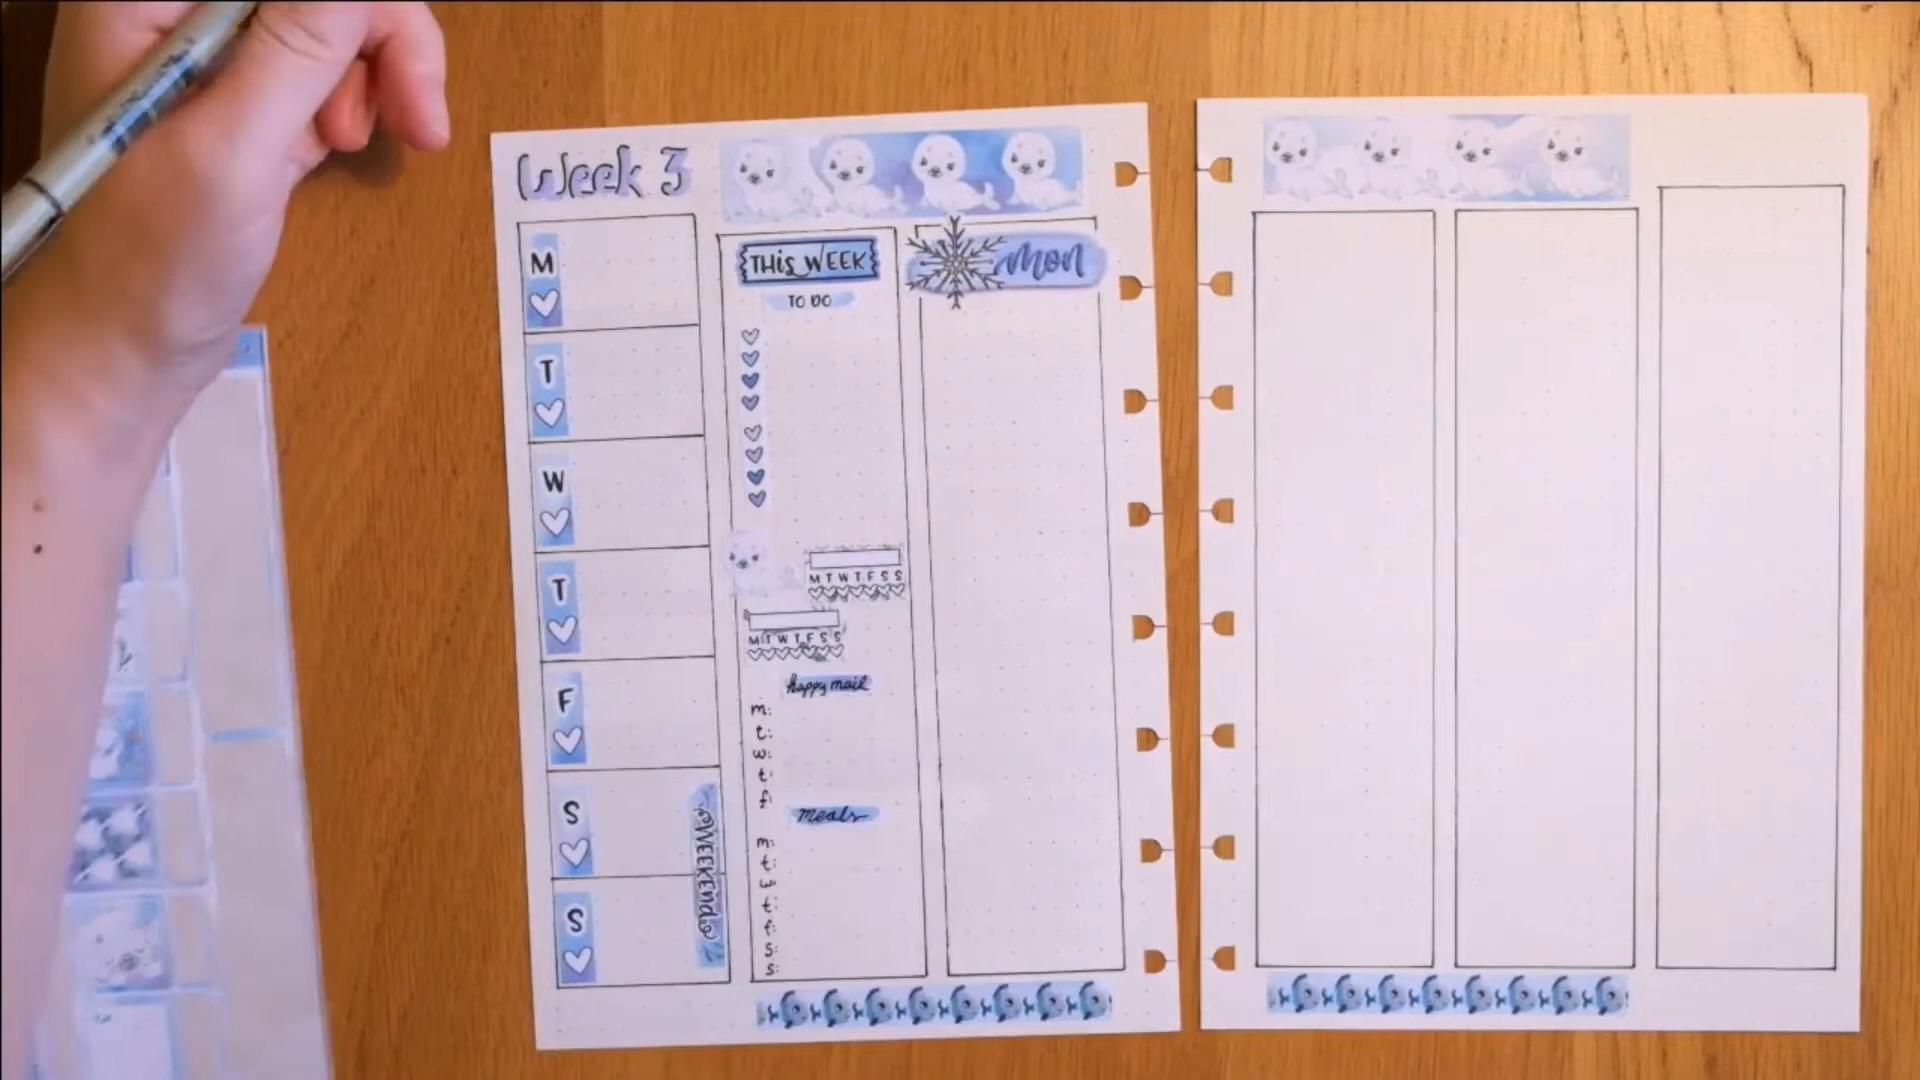 Week 3
M
T
W
T
F
S
S
WEEKEND
THis WEEK
TO DO
M T W T F S S
M T W T F S S
happy mail
m:
t:
w:
t:
f:
meals
m:
t:
w:
t:
f:
s:
s:
mon